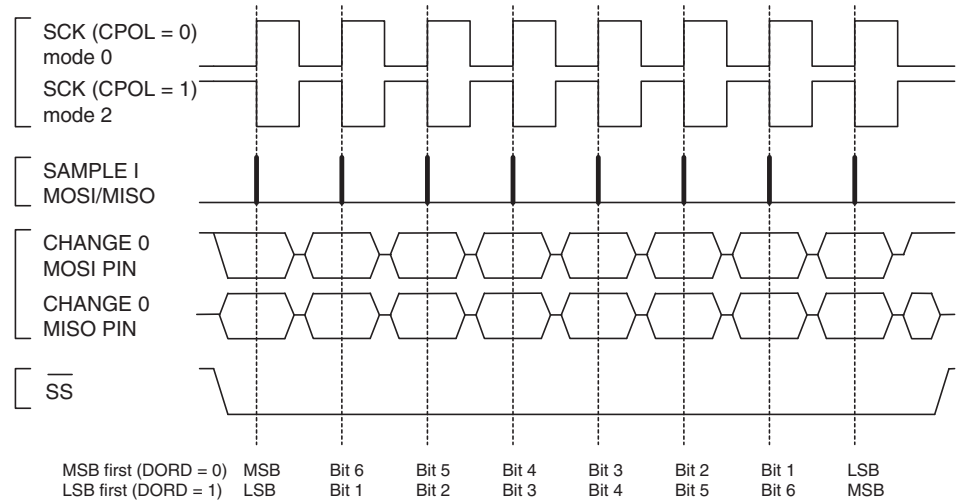 SCK (CPOL = 0)
mode 0
SCK (CPOL = 1)
mode 2
SAMPLE I
MOSI/MISO
CHANGE 0
MOSI PIN
CHANGE 0
MISO PIN
SS
MSB first (DORD = 0) MSB Bit 6 Bit 5 Bit 4 Bit 3 Bit 2 Bit 1 LSB
LSB first (DORD = 1) LSB Bit 1 Bit 2 Bit 3 Bit 4 Bit 5 Bit 6 MSB